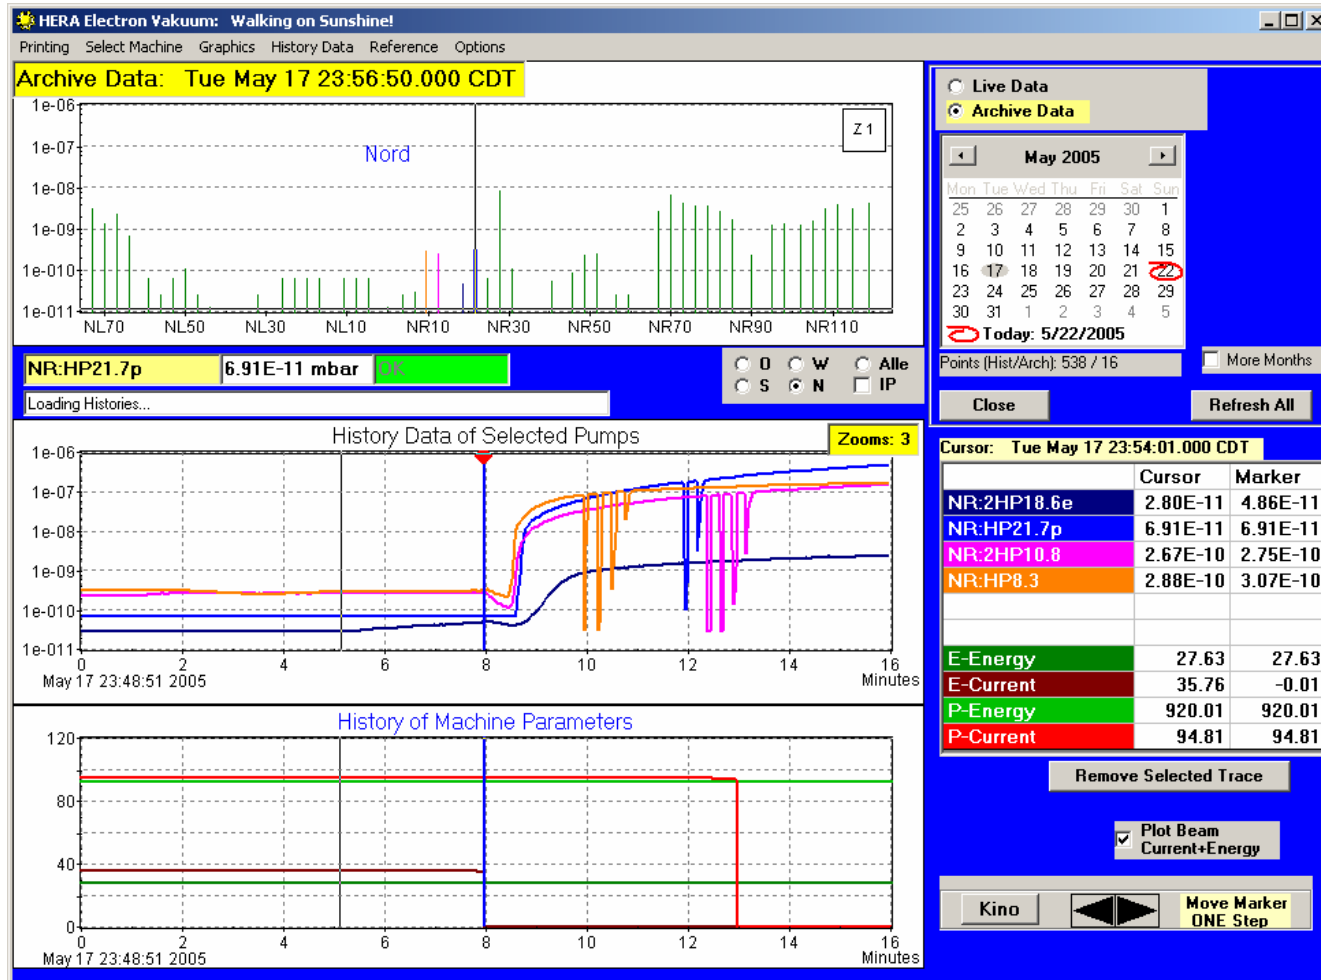 HERA Electron Vakuum:   Walking on Sunshine!
Printing   Select Machine   Graphics   History Data   Reference   Options
Archive Data:   Tue May 17 23:56:50.000 CDT
1e-06
1e-07
1e-08
1e-09
1e-010
1e-011
Nord
Z 1
NL70 NL50 NL30 NL10 NR10 NR30 NR50 NR70 NR90 NR110
NR:HP21.7p 6.91E-11 mbar OK
Loading Histories...
O W Alle
S N IP
Live Data
Archive Data
May 2005
Mon Tue Wed Thu Fri Sat Sun
25 26 27 28 29 30 1
2 3 4 5 6 7 8
9 10 11 12 13 14 15
16 17 18 19 20 21 22
23 24 25 26 27 28 29
30 31 1 2 3 4 5
Today: 5/22/2005
Points (Hist/Arch): 538 / 16
More Months
Close
Refresh All
History Data of Selected Pumps
Zooms: 3
1e-06
1e-07
1e-08
1e-09
1e-010
1e-011
0 2 4 6 8 10 12 14 16
May 17 23:48:51 2005 Minutes
History of Machine Parameters
120
80
40
0
0 2 4 6 8 10 12 14 16
May 17 23:48:51 2005 Minutes
Cursor:   Tue May 17 23:54:01.000 CDT
Cursor Marker
NR:2HP18.6e 2.80E-11 4.86E-11
NR:HP21.7p 6.91E-11 6.91E-11
NR:2HP10.8 2.67E-10 2.75E-10
NR:HP8.3 2.88E-10 3.07E-10
E-Energy 27.63 27.63
E-Current 35.76 -0.01
P-Energy 920.01 920.01
P-Current 94.81 94.81
Remove Selected Trace
Plot Beam
Current+Energy
Kino
Move Marker
ONE Step